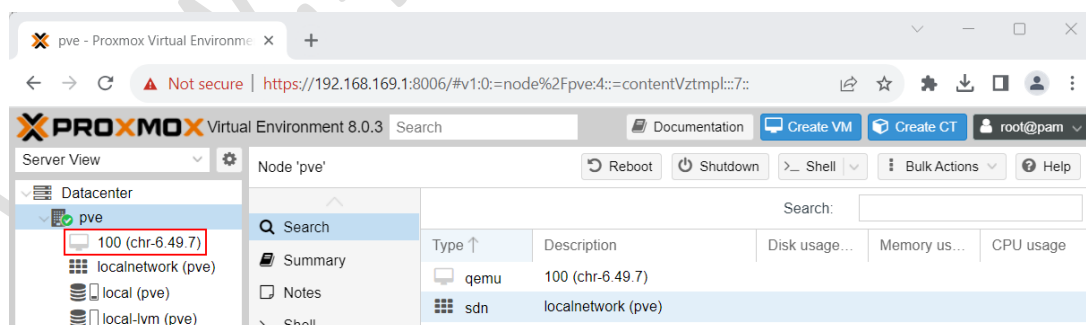 pve - Proxmox Virtual Environme
Not secure | https://192.168.169.1:8006/#v1:0:=node%2Fpve:4::=contentVztmpl:::7::
PROXMOX Virtual Environment 8.0.3 Search Documentation Create VM Create CT root@pam
Server View Node 'pve' Reboot Shutdown >_ Shell Bulk Actions Help
Datacenter
pve Search:
Search
100 (chr-6.49.7) Type Description Disk usage... Memory us... CPU usage
localnetwork (pve) Summary qemu 100 (chr-6.49.7)
local (pve) Notes sdn localnetwork (pve)
local-lvm (pve) >_ Shell